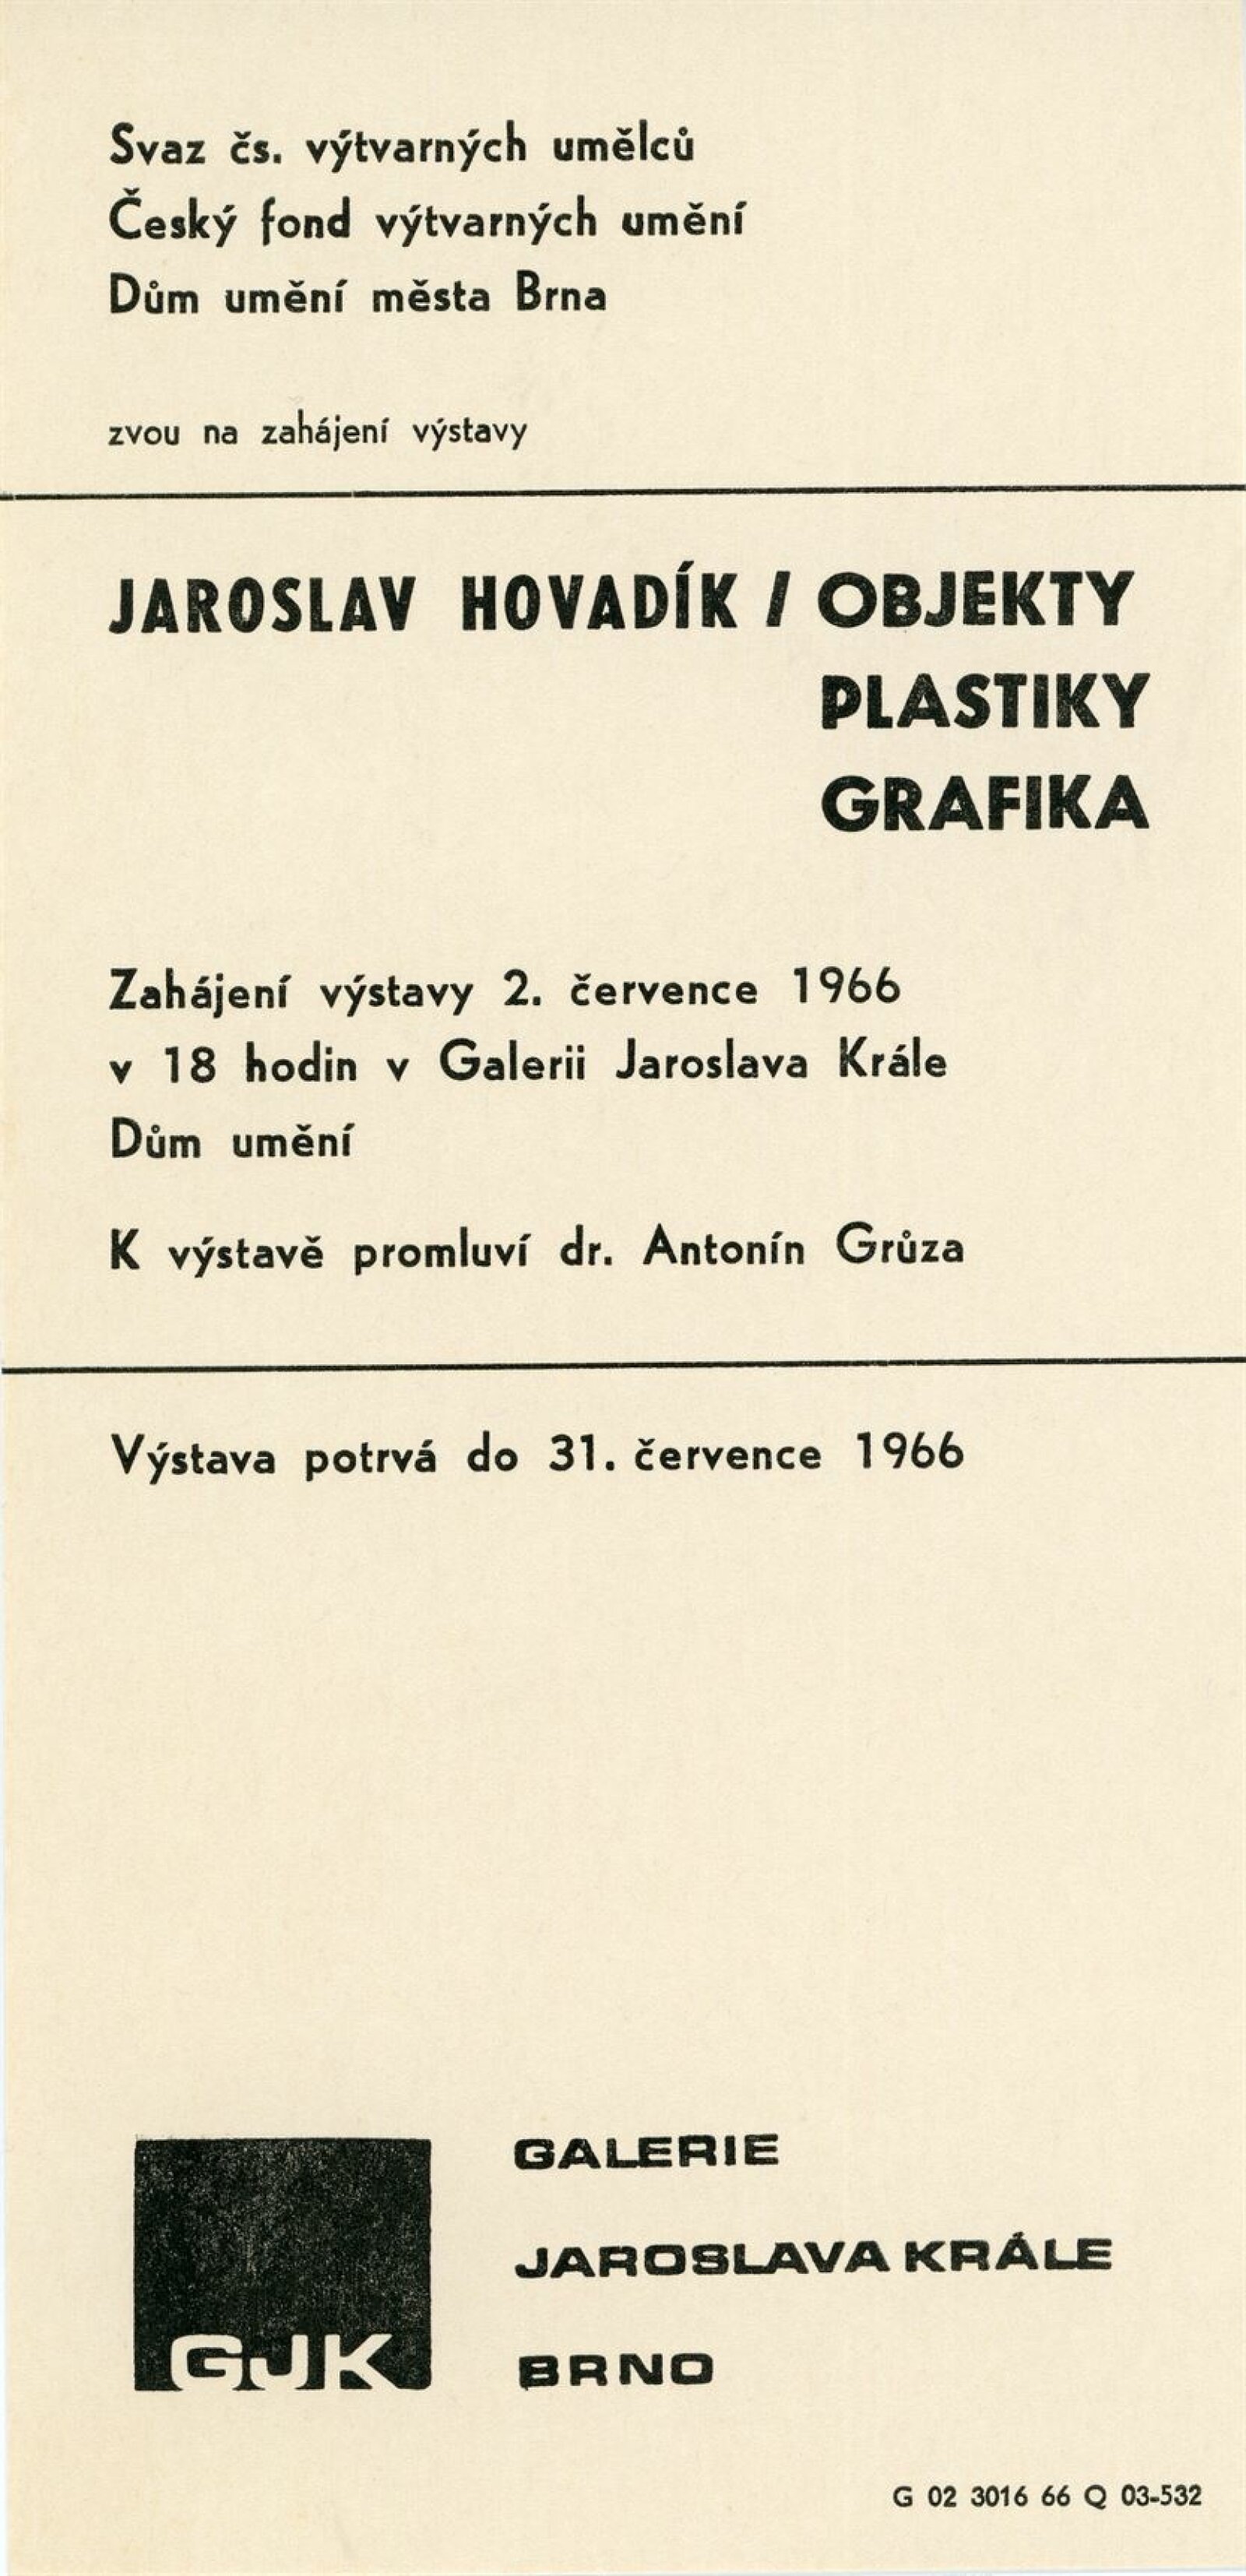 Svaz čs. výtvarných umělců
Český fond výtvarných umění
Dům umění města Brna
zvou na zahájení výstavy
JAROSLAV HOVADÍK / OBJEKTY
PLASTIKY
GRAFIKA
Zahájení výstavy 2. července 1966
v 18 hodin v Galerii Jaroslava Krále
Dům umění
K výstavě promluví dr. Antonín Grůza
Výstava potrvá do 31. července 1966
GJK
GALERIE
JAROSLAVA KRÁLE
BRNO
G 02 3016 66 Q 03-532